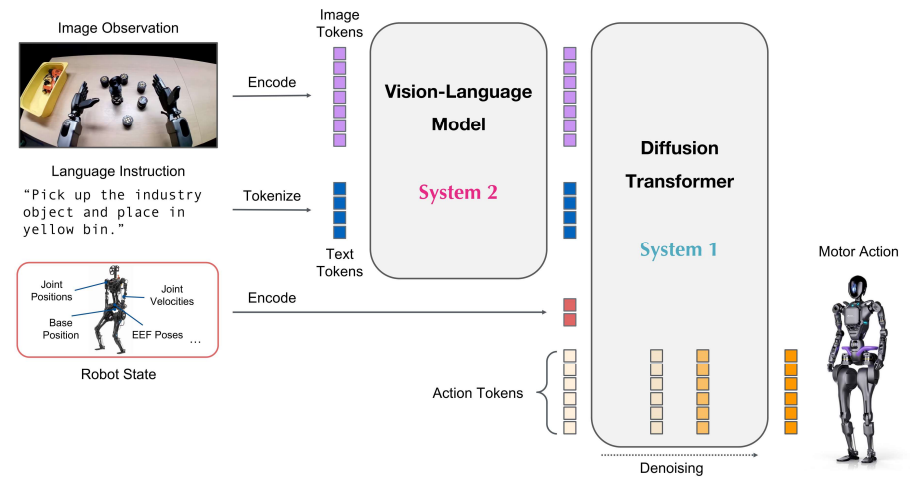 Image Observation
Encode
Image
Tokens
Vision-Language
Model
System 2
Diffusion
Transformer
System 1
Language Instruction
“Pick up the industry
object and place in
yellow bin.”
Tokenize
Text
Tokens
Joint
Positions
Joint
Velocities
Base
Position
EEF Poses
...
Robot State
Encode
Action Tokens
Denoising
Motor Action